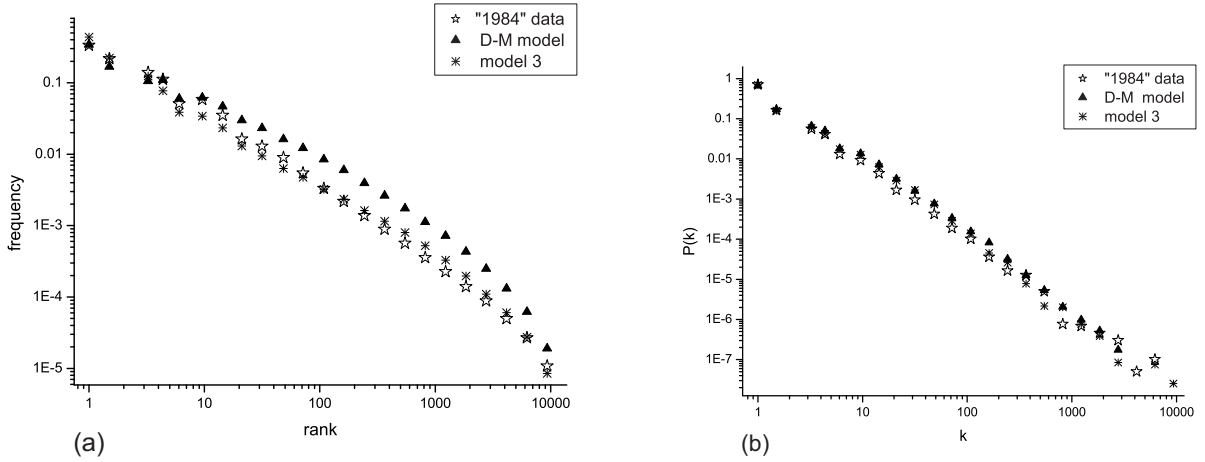 "1984" data
D-M model
model 3
frequency
0.1
0.01
1E-3
1E-4
1E-5
1 10 100 1000 10000
rank
(a)
"1984" data
D-M model
model 3
P(k)
1
0.1
0.01
1E-3
1E-4
1E-5
1E-6
1E-7
1 10 100 1000 10000
k
(b)